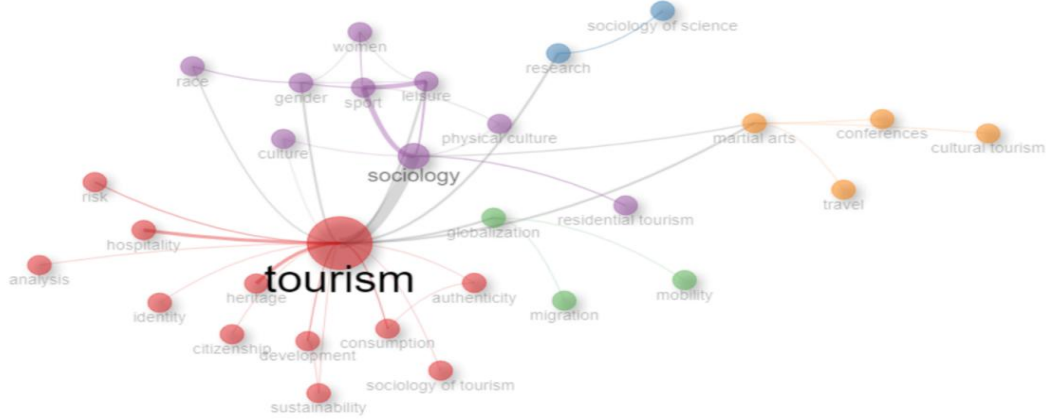 sociology of science
women
research
race
gender
sport
leisure
physical culture
martial arts
conferences
cultural tourism
culture
sociology
risk
travel
residential tourism
globalization
hospitality
analysis
tourism
heritage
authenticity
mobility
identity
migration
citizenship
development
consumption
sociology of tourism
sustainability